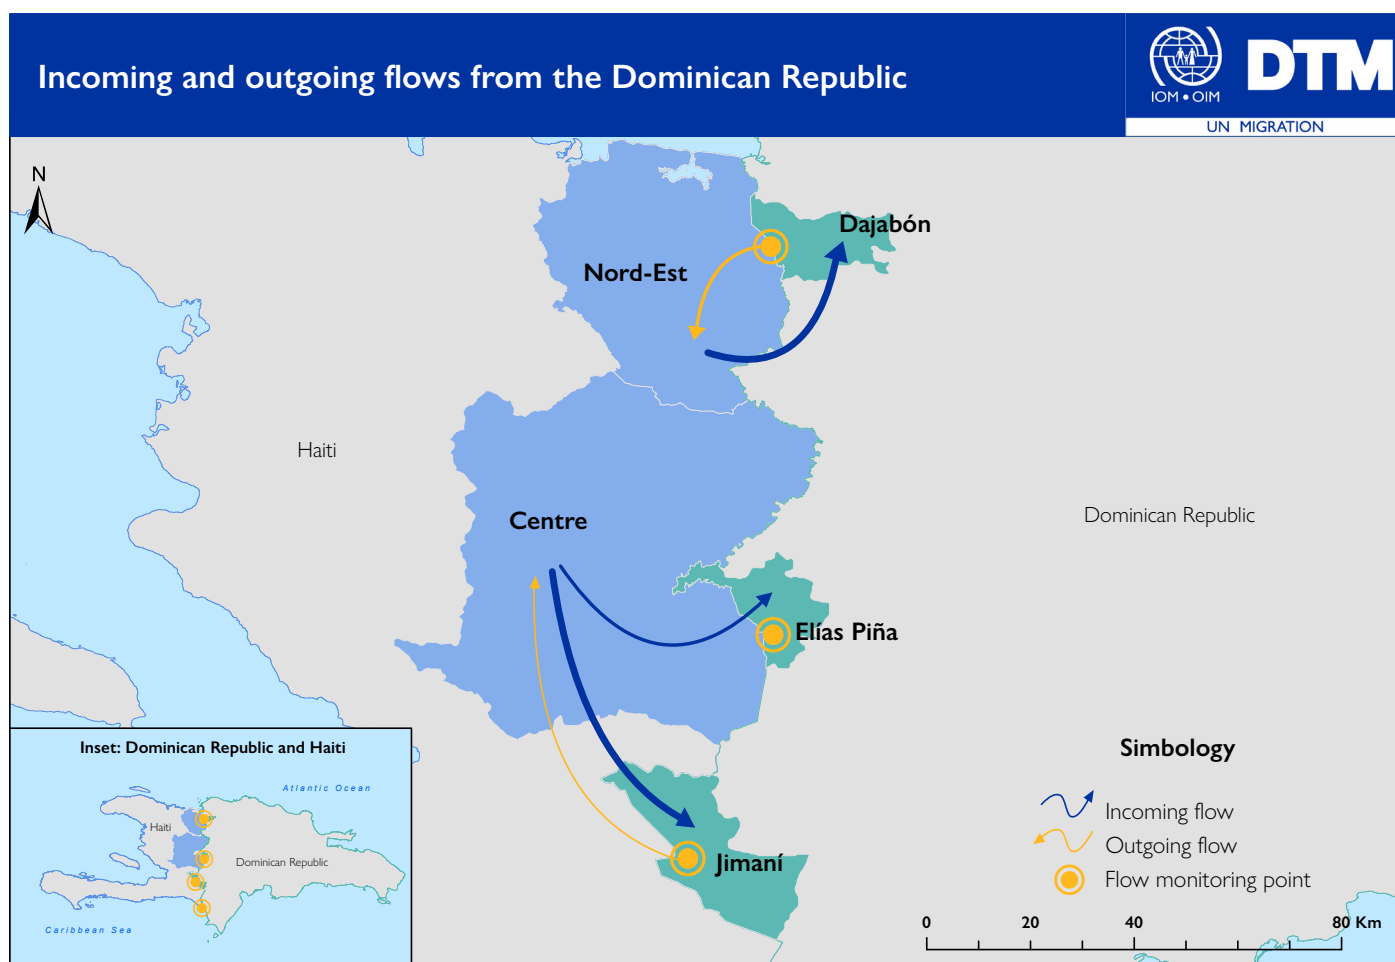 Incoming and outgoing flows from the Dominican Republic
IOM • OIM
DTM
UN MIGRATION
N
Dajabón
Nord-Est
Haiti
Centre
Dominican Republic
Elías Piña
Jimaní
Inset: Dominican Republic and Haiti
Atlantic Ocean
Haiti
Dominican Republic
Caribbean Sea
Simbology
Incoming flow
Outgoing flow
Flow monitoring point
0 20 40 80 Km